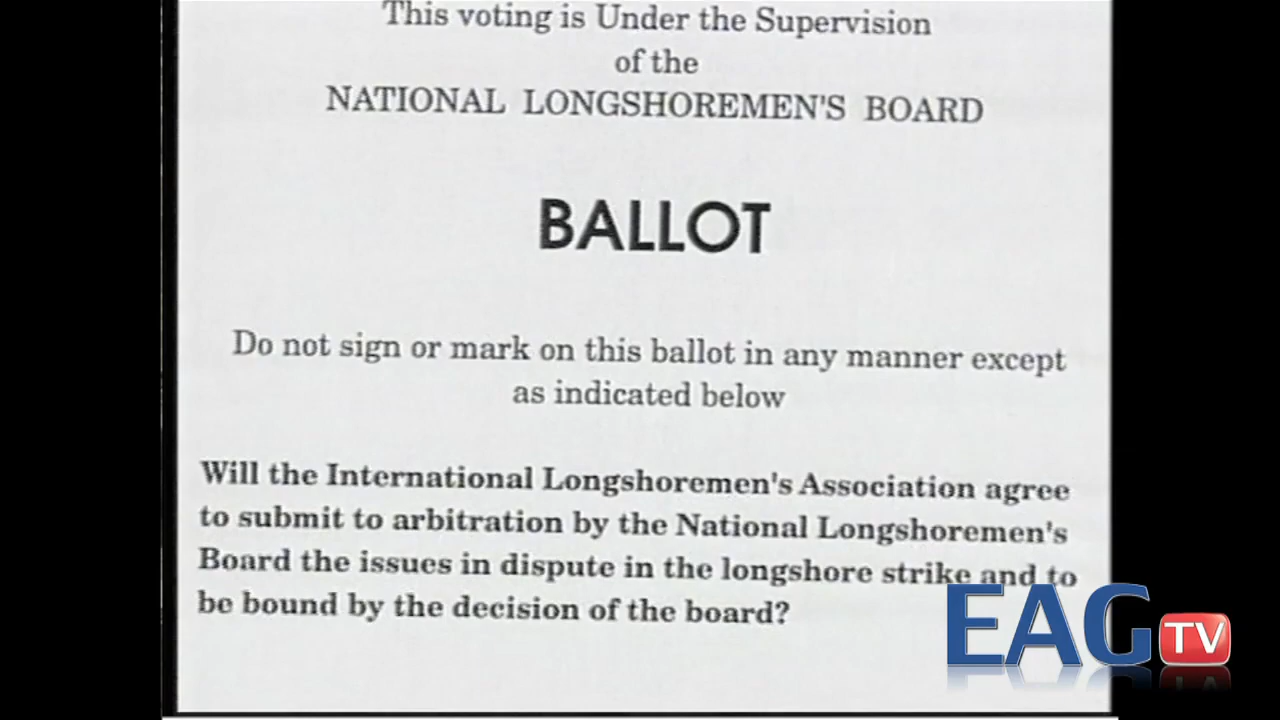 This voting is Under the Supervision
of the
NATIONAL LONGSHOREMEN'S BOARD
BALLOT
Do not sign or mark on this ballot in any manner except
as indicated below
Will the International Longshoremen's Association agree
to submit to arbitration by the National Longshoremen's
Board the issues in dispute in the longshore strike and to
be bound by the decision of the board?
EAG TV